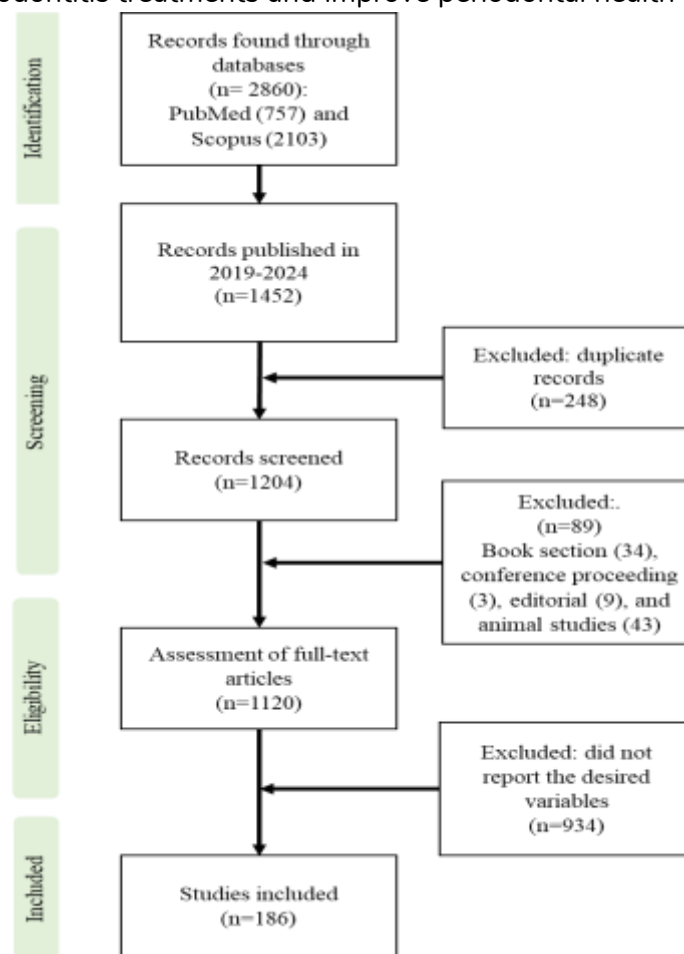 odontitis treatments and improve periodontal health
Identification
Records found through
databases
(n= 2860):
PubMed (757) and
Scopus (2103)
Screening
Records published in
2019-2024
(n=1452)
Excluded: duplicate
records
(n=248)
Records screened
(n=1204)
Excluded:.
(n=89)
Book section (34),
conference proceeding
(3), editorial (9), and
animal studies (43)
Eligibility
Assessment of full-text
articles
(n=1120)
Excluded: did not
report the desired
variables
(n=934)
Included
Studies included
(n=186)